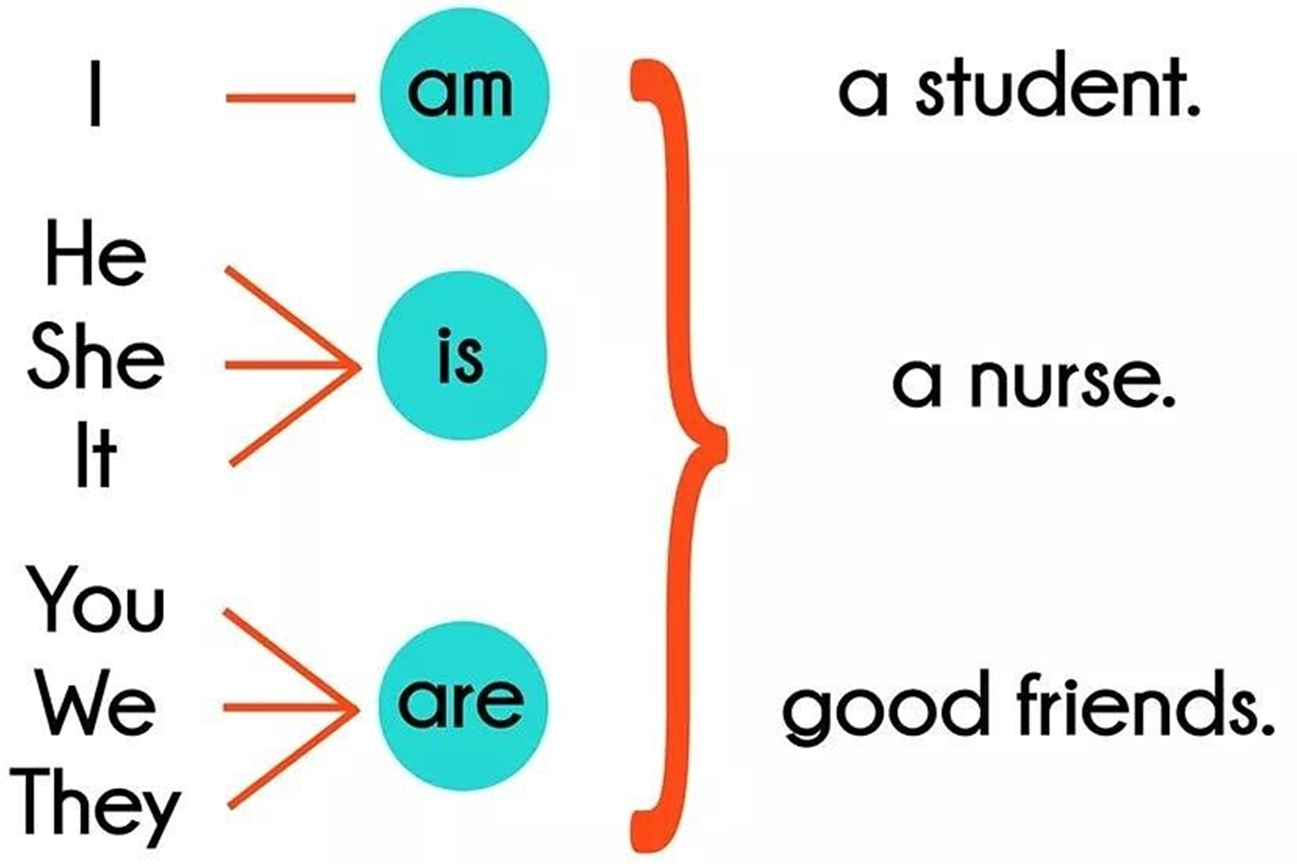 I am a student.
He
She is a nurse.
It
You
We are good friends.
They